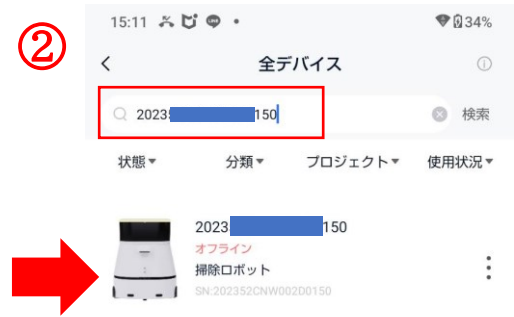 ②
15:11 34%
全デバイス
2023 150 検索
状態 分類 プロジェクト 使用状況
2023 150
オフライン
掃除ロボット
SN:202352CNW002D0150